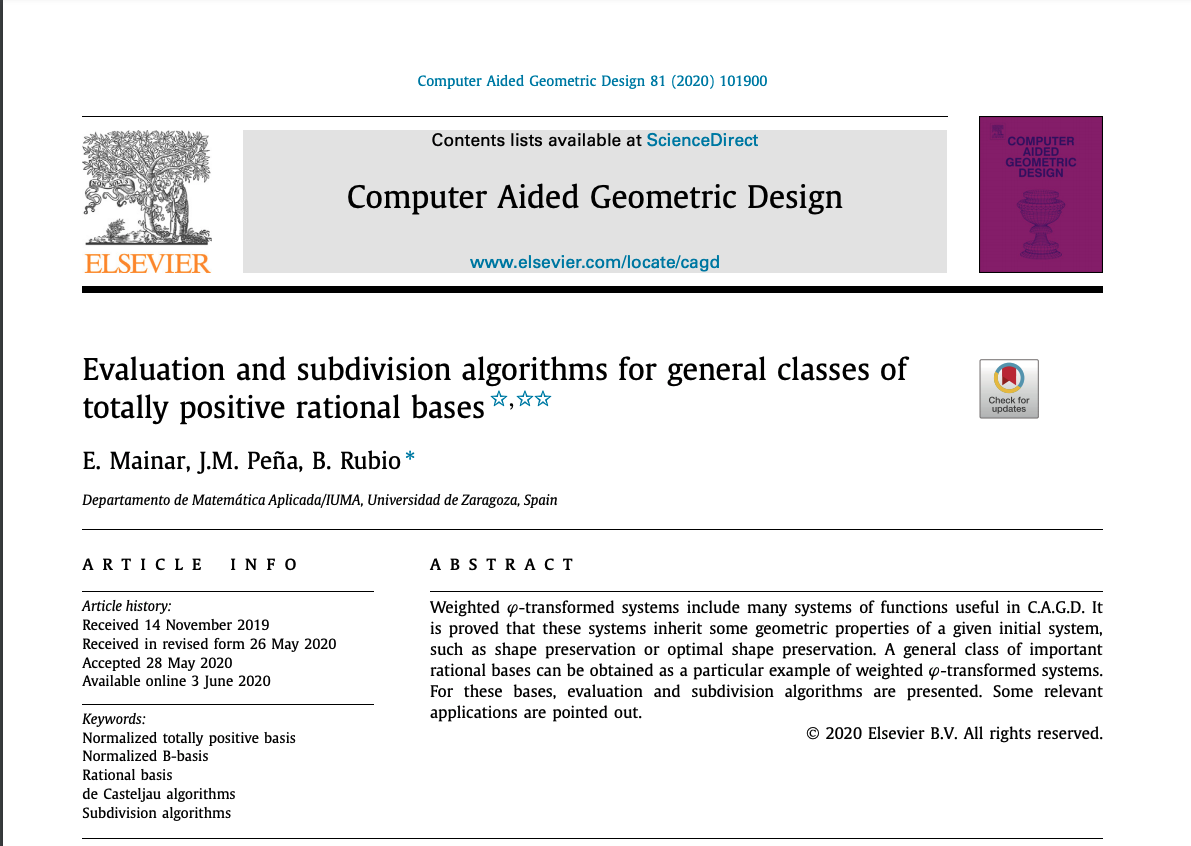 Computer Aided Geometric Design 81 (2020) 101900
Contents lists available at ScienceDirect
Computer Aided Geometric Design
www.elsevier.com/locate/cagd
ELSEVIER
COMPUTER
AIDED
GEOMETRIC
DESIGN
Evaluation and subdivision algorithms for general classes of
totally positive rational bases ☆,☆☆
Check for
updates
E. Mainar, J.M. Peña, B. Rubio *
Departamento de Matemática Aplicada/IUMA, Universidad de Zaragoza, Spain
ARTICLE INFO
Article history:
Received 14 November 2019
Received in revised form 26 May 2020
Accepted 28 May 2020
Available online 3 June 2020
Keywords:
Normalized totally positive basis
Normalized B-basis
Rational basis
de Casteljau algorithms
Subdivision algorithms
ABSTRACT
Weighted φ-transformed systems include many systems of functions useful in C.A.G.D. It
is proved that these systems inherit some geometric properties of a given initial system,
such as shape preservation or optimal shape preservation. A general class of important
rational bases can be obtained as a particular example of weighted φ-transformed systems.
For these bases, evaluation and subdivision algorithms are presented. Some relevant
applications are pointed out.
© 2020 Elsevier B.V. All rights reserved.